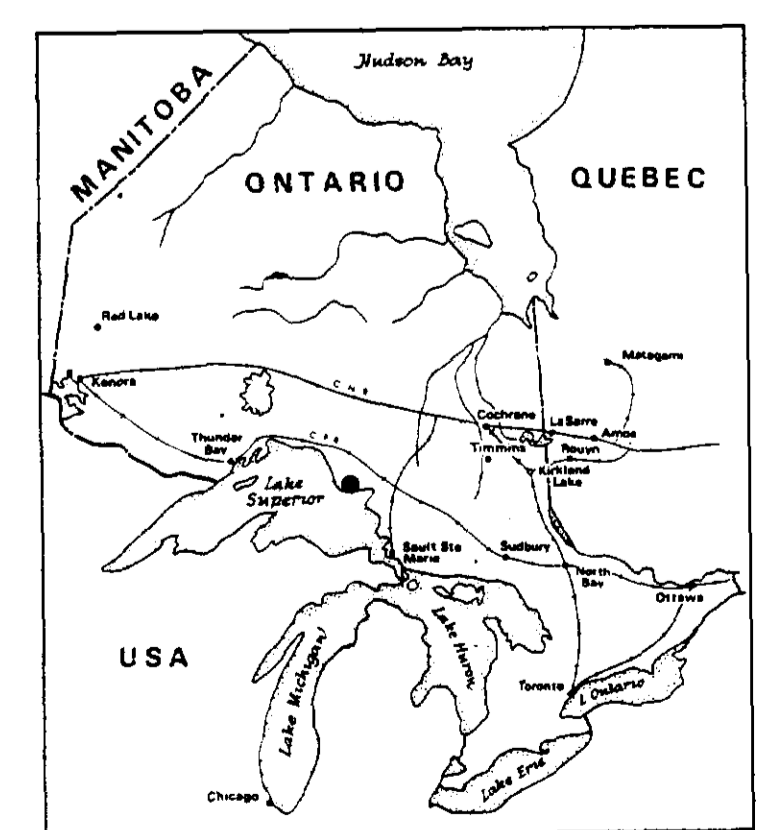 Hudson Bay
MANITOBA
ONTARIO
QUEBEC
Red Lake
Matagami
Kenora
C N R
Cochrane
La Sarre
Amos
Thunder
Bay
C P R
Timmins
Rouyn
Kirkland
Lake
Lake
Superior
Sault Ste
Marie
Sudbury
North
Bay
Ottawa
USA
Lake Michigan
Lake Huron
Toronto
L Ontario
Lake Erie
Chicago